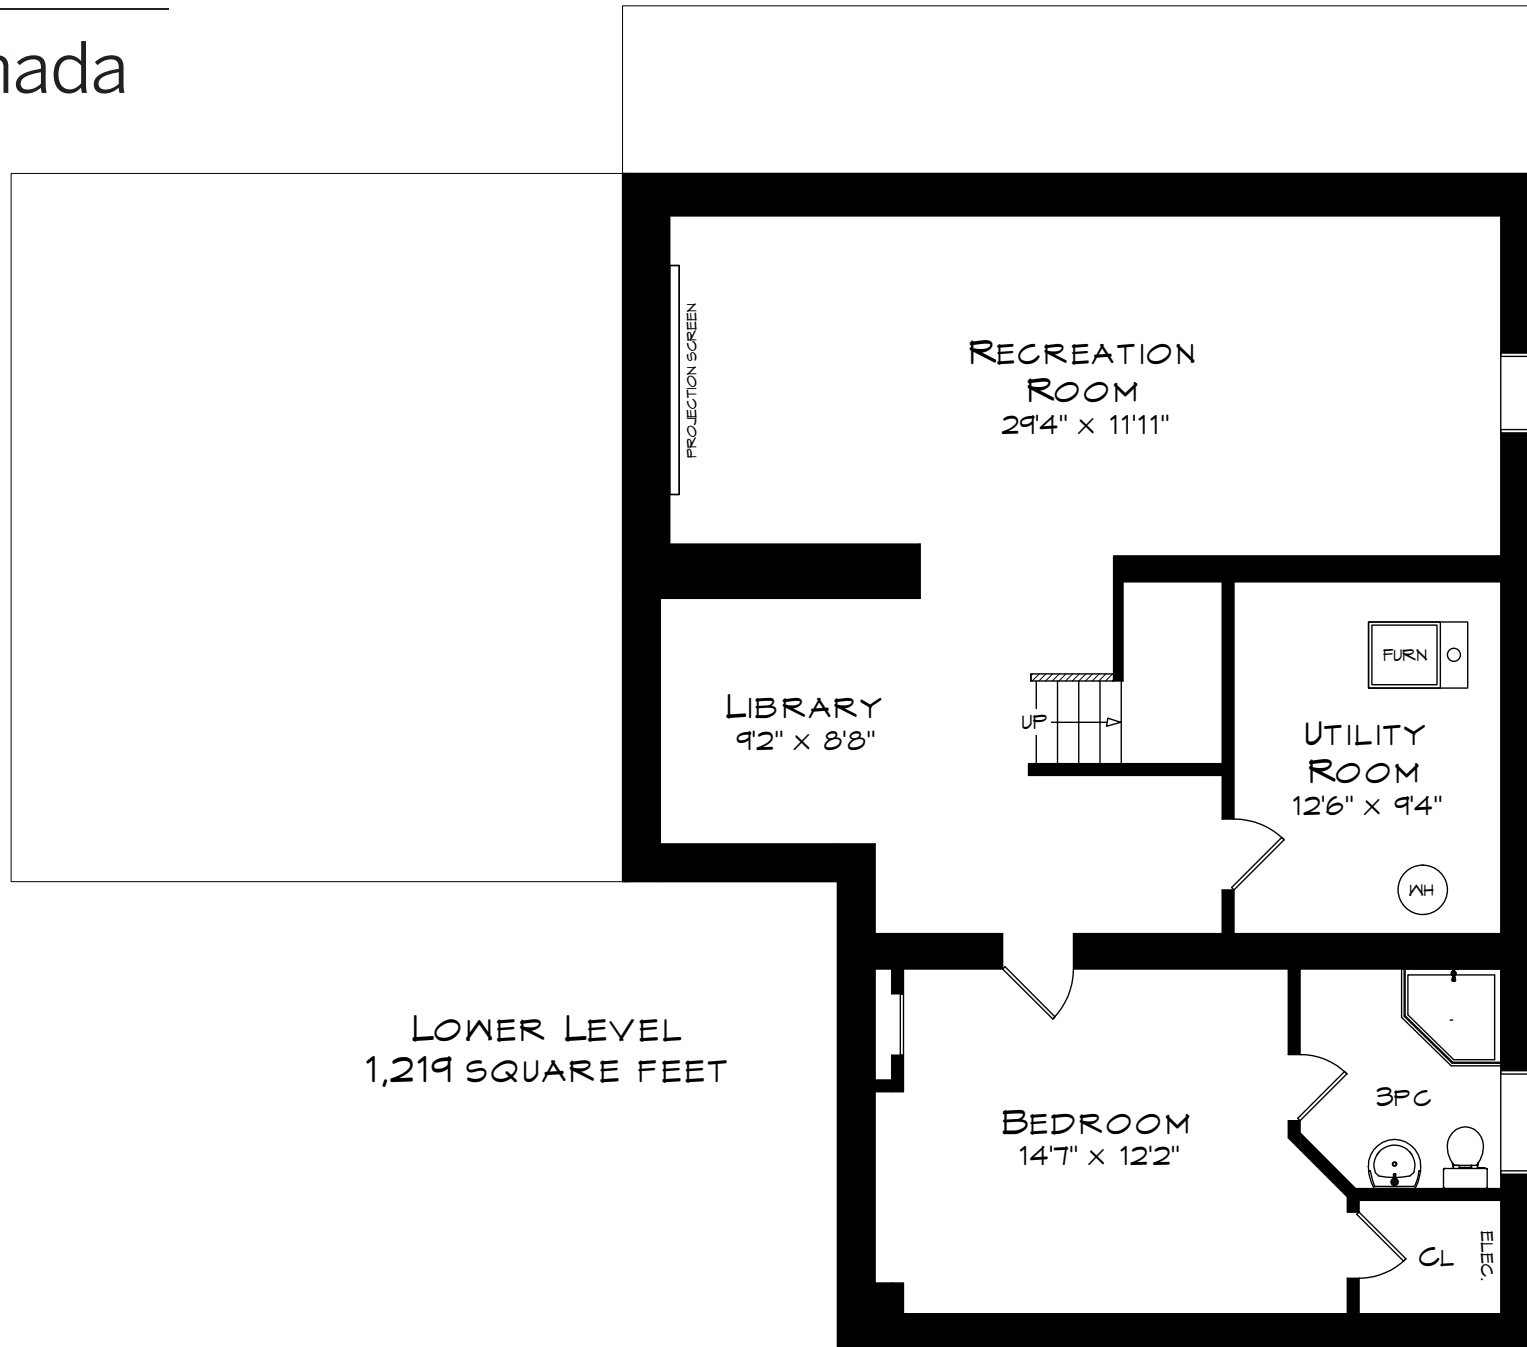 nada
PROJECTION SCREEN
RECREATION
ROOM
29'4" X 11'11"
FURN
LIBRARY
9'2" X 8'8"
UP
UTILITY
ROOM
12'6" X 9'4"
WH
LOWER LEVEL
1,219 SQUARE FEET
BEDROOM
14'7" X 12'2"
3PC
CL
ELEC.